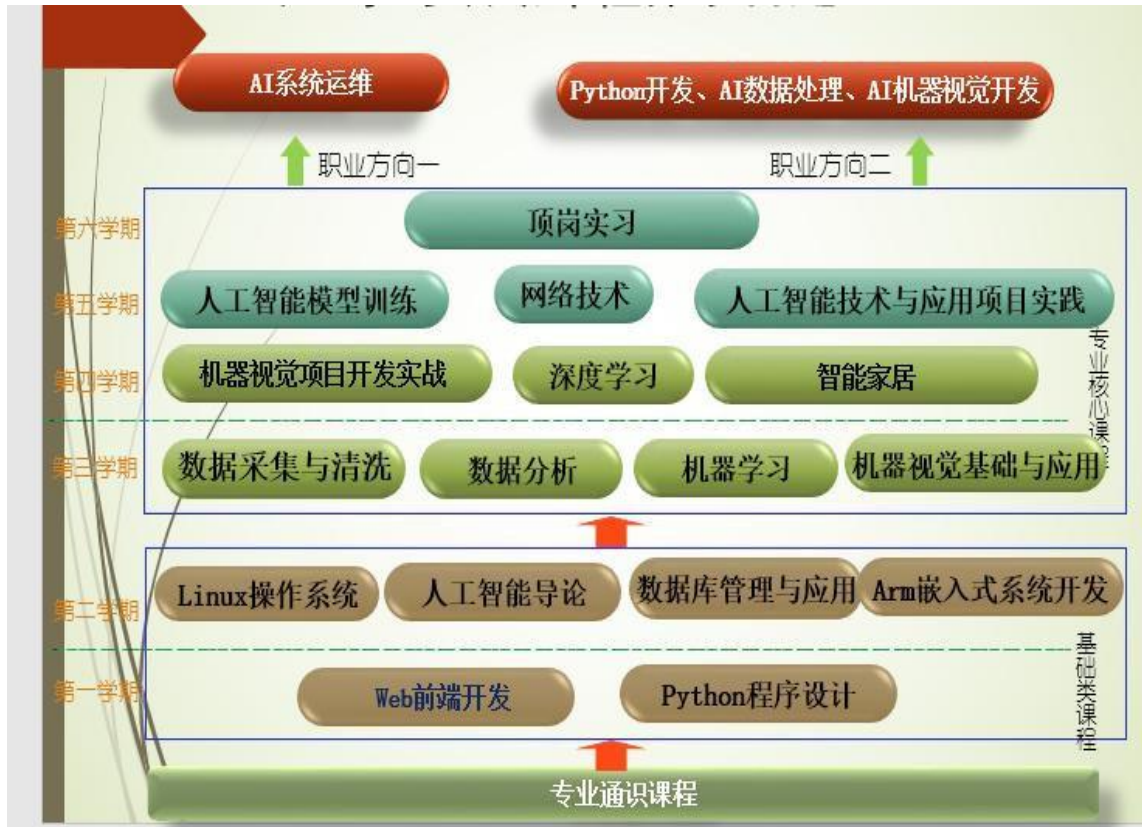 AI系统运维
Python开发、AI数据处理、AI机器视觉开发
职业方向一
职业方向二
第六学期
顶岗实习
第五学期
人工智能模型训练
网络技术
人工智能技术与应用项目实践
第四学期
机器视觉项目开发实战
深度学习
智能家居
专业核心课
第三学期
数据采集与清洗
数据分析
机器学习
机器视觉基础与应用
第二学期
Linux操作系统
人工智能导论
数据库管理与应用
Arm嵌入式系统开发
第一学期
Web前端开发
Python程序设计
基础类课程
专业通识课程